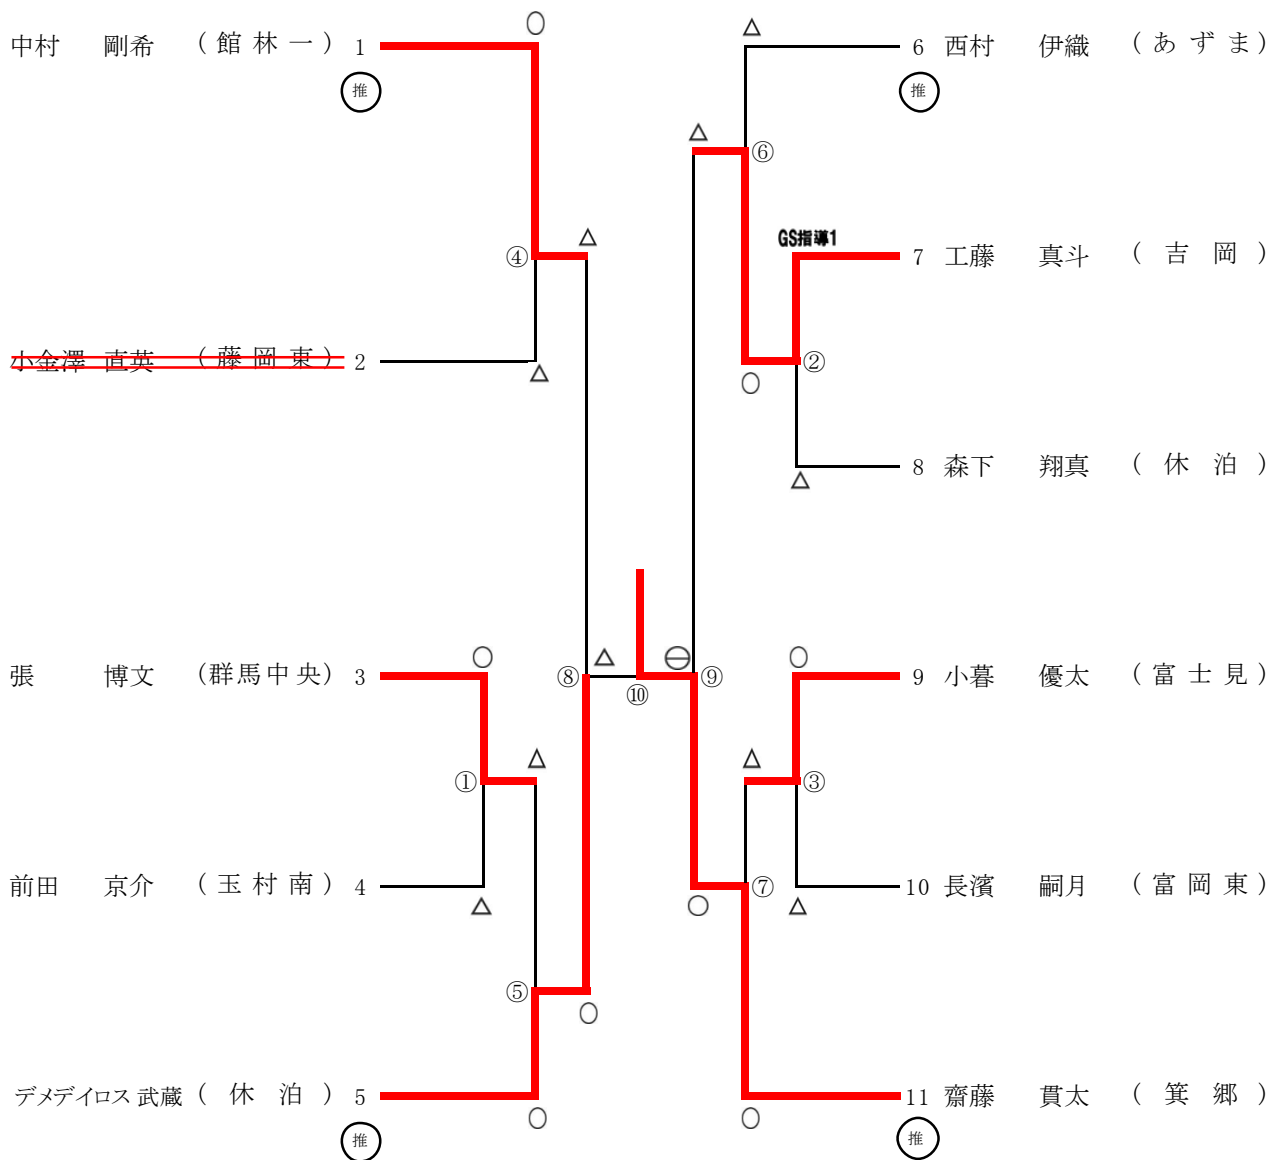 中村 剛希 (館林一) 1
推
④
小金澤 直英 (藤岡東) 2
張 博文 (群馬中央) 3
①
前田 京介 (玉村南) 4
⑤
デメデイロス 武蔵 (休泊) 5
推
⑧
⑩
⑨
6 西村 伊織 (あずま)
推
⑥
GS指導1
7 工藤 真斗 (吉岡)
②
8 森下 翔真 (休泊)
9 小暮 優太 (富士見)
③
10 長濱 嗣月 (富岡東)
⑦
11 齋藤 貫太 (箕郷)
推